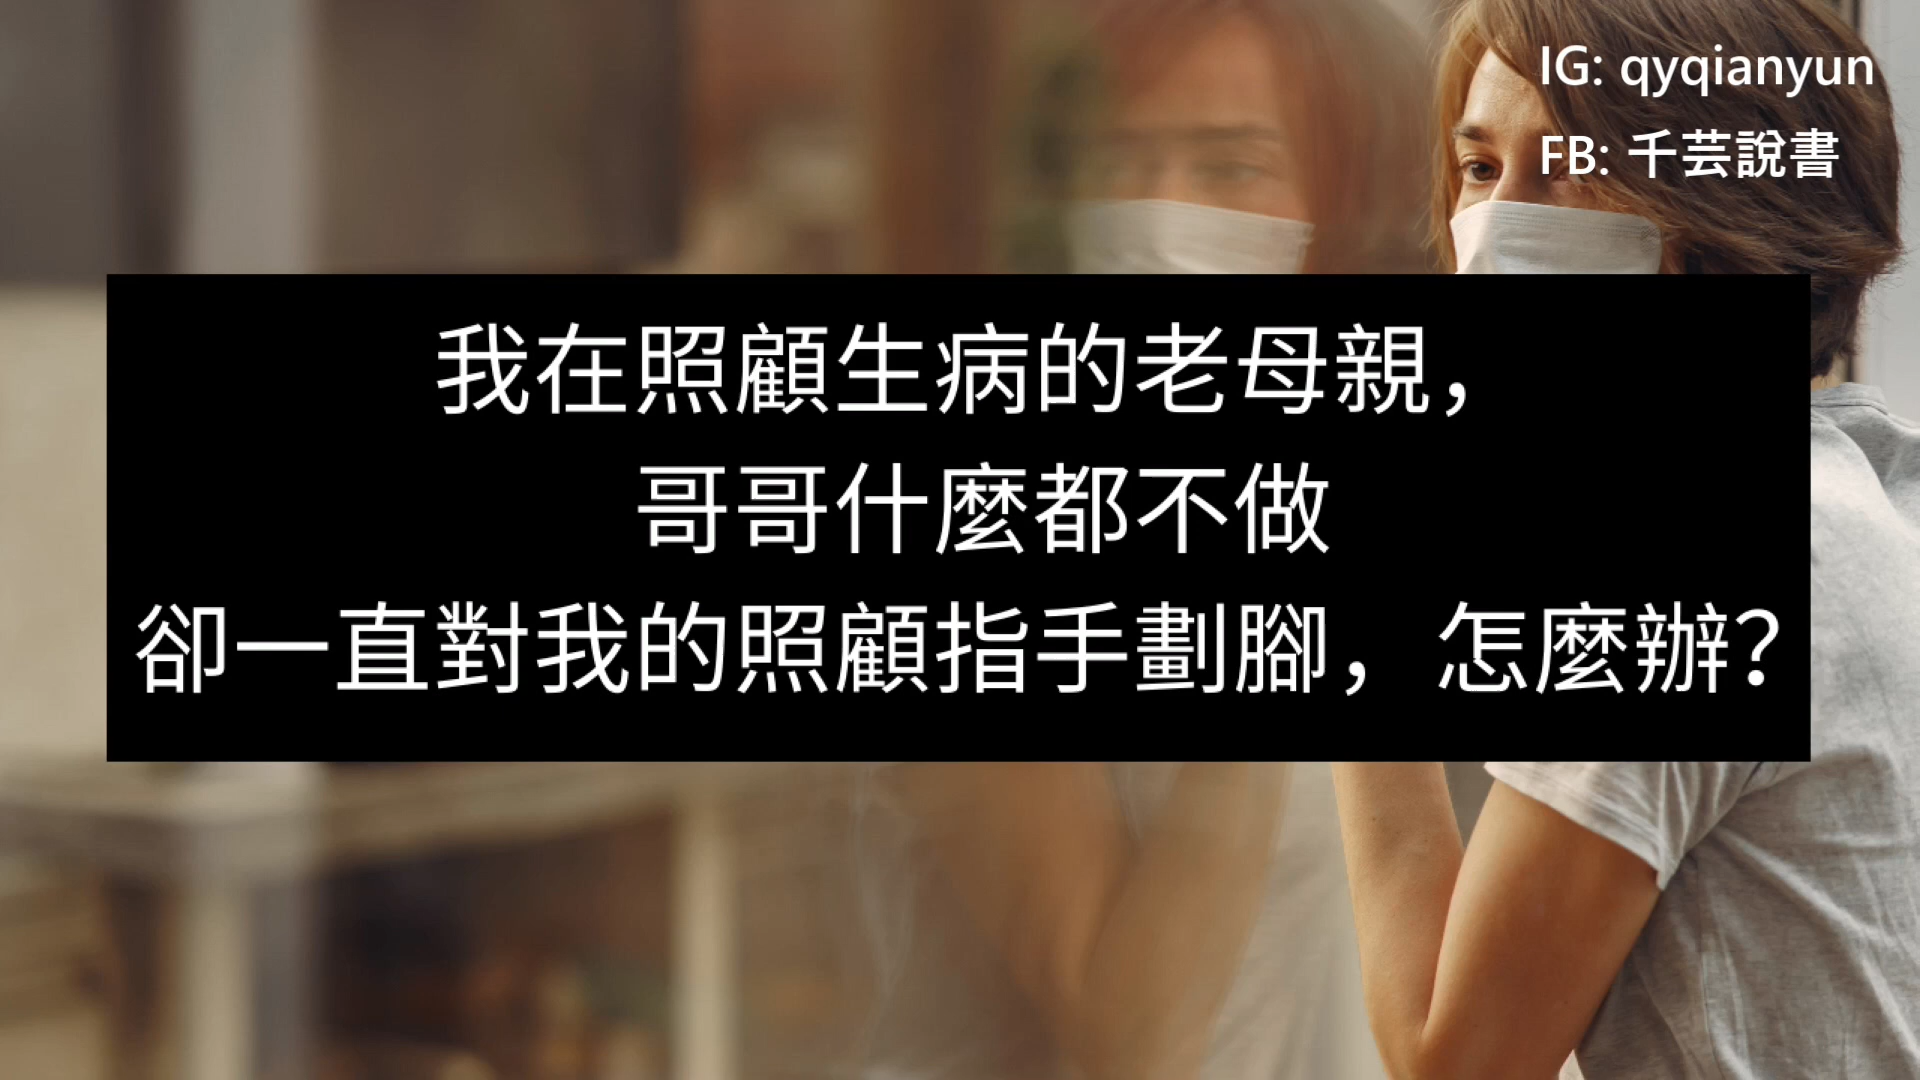 IG: qyqianyun
FB: 千芸說書
我在照顧生病的老母親，
哥哥什麼都不做
卻一直對我的照顧指手劃腳，怎麼辦？